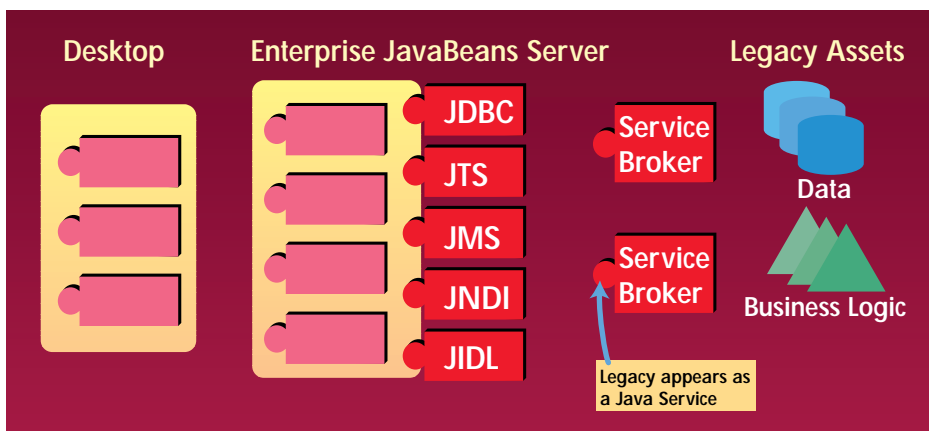 Desktop
Enterprise JavaBeans Server
Legacy Assets
JDBC
JTS
JMS
JNDI
JIDL
Service
Broker
Service
Broker
Legacy appears as
a Java Service
Data
Business Logic